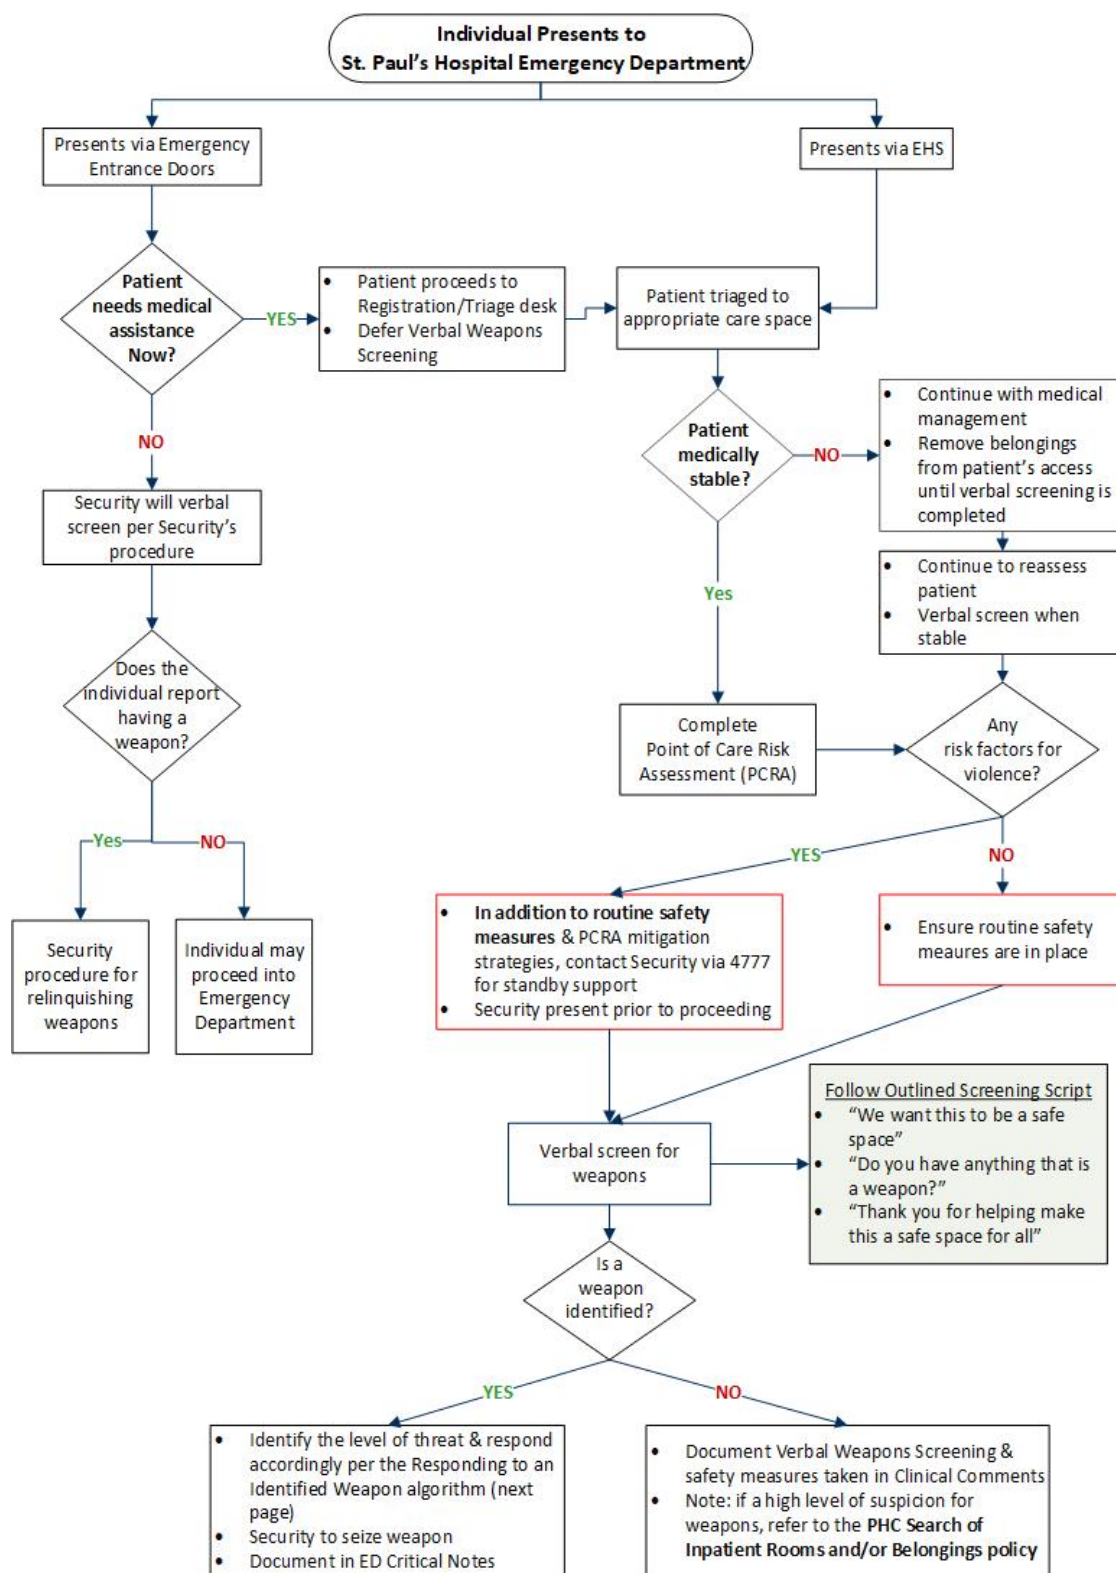 Individual Presents to
St. Paul's Hospital Emergency Department
Presents via Emergency
Entrance Doors
Presents via EHS
Patient
needs medical
assistance
Now?
YES
• Patient proceeds to
Registration/Triage desk
• Defer Verbal Weapons
Screening
Patient triaged to
appropriate care space
NO
Patient
medically
stable?
NO
• Continue with medical
management
• Remove belongings
from patient's access
until verbal screening is
completed
Security will verbal
screen per Security's
procedure
Yes
• Continue to reassess
patient
• Verbal screen when
stable
Does the
individual report
having a
weapon?
Complete
Point of Care Risk
Assessment (PCRA)
Any
risk factors for
violence?
Yes
NO
YES
NO
Security
procedure for
relinquishing
weapons
Individual may
proceed into
Emergency
Department
• In addition to routine safety
measures & PCRA mitigation
strategies, contact Security via 4777
for standby support
• Security present prior to proceeding
• Ensure routine safety
meaures are in place
Verbal screen for
weapons
Follow Outlined Screening Script
• "We want this to be a safe
space"
• "Do you have anything that is
a weapon?"
• "Thank you for helping make
this a safe space for all"
Is a
weapon
identified?
YES
NO
• Identify the level of threat & respond
accordingly per the Responding to an
Identified Weapon algorithm (next
page)
• Security to seize weapon
• Document in ED Critical Notes
• Document Verbal Weapons Screening &
safety measures taken in Clinical Comments
• Note: if a high level of suspicion for
weapons, refer to the PHC Search of
Inpatient Rooms and/or Belongings policy